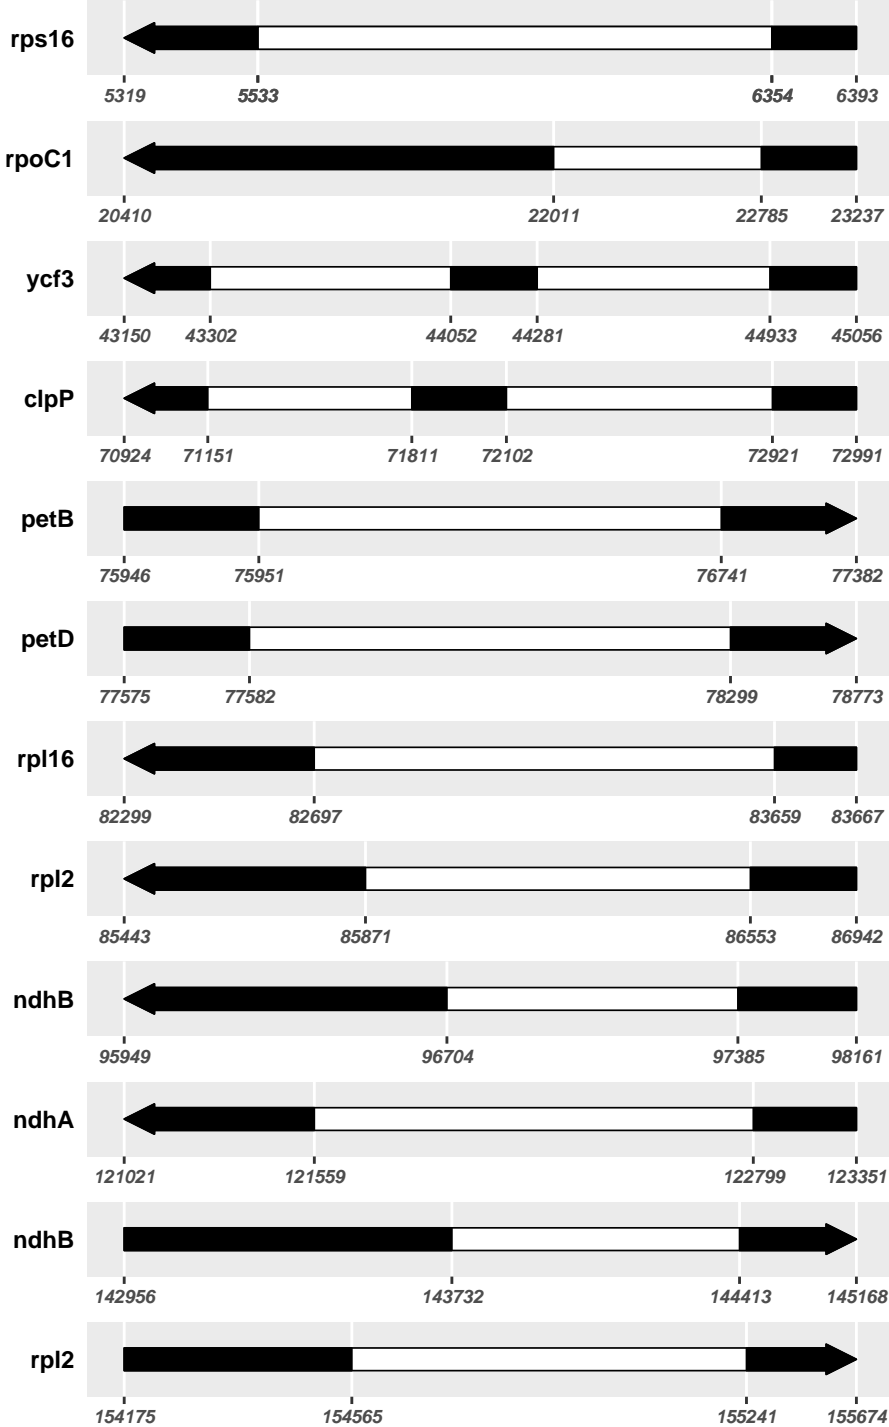 rps16
5319 5533 6354 6393
rpoC1
20410 22011 22785 23237
ycf3
43150 43302 44052 44281 44933 45056
clpP
70924 71151 71811 72102 72921 72991
petB
75946 75951 76741 77382
petD
77575 77582 78299 78773
rpl16
82299 82697 83659 83667
rpl2
85443 85871 86553 86942
ndhB
95949 96704 97385 98161
ndhA
121021 121559 122799 123351
ndhB
142956 143732 144413 145168
rpl2
154175 154565 155241 155674